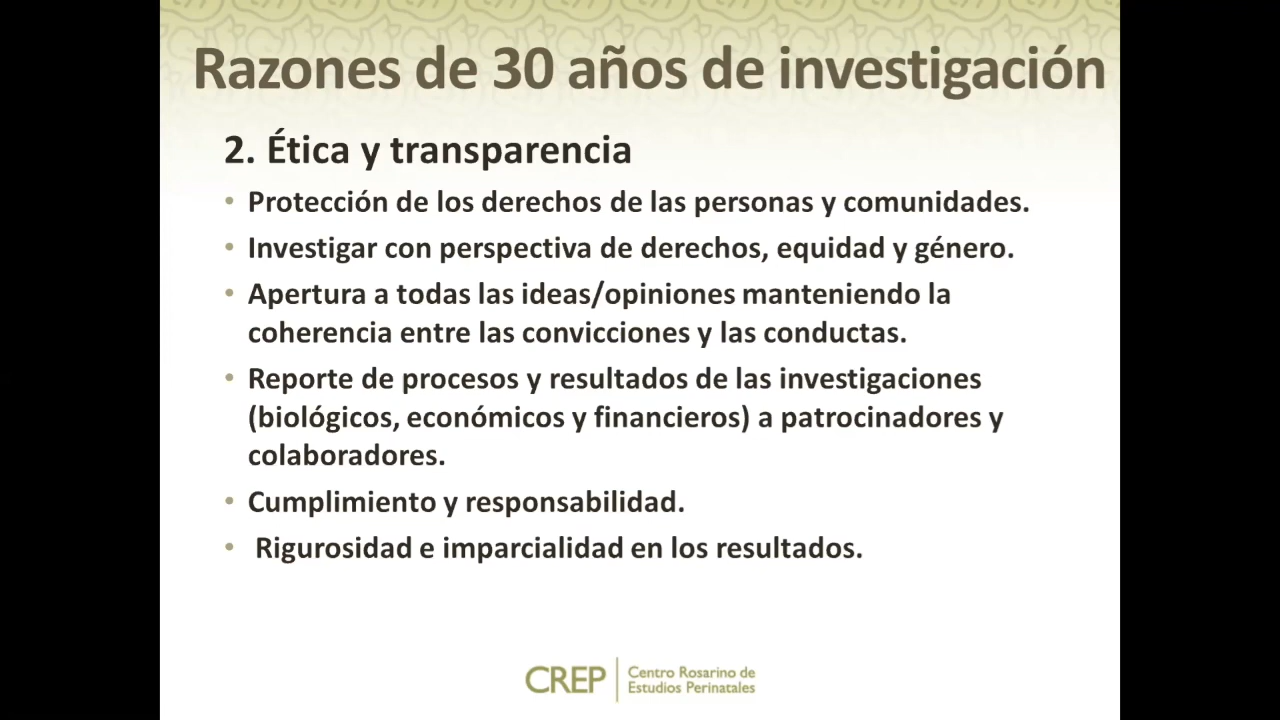 Razones de 30 años de investigación
2. Ética y transparencia
• Protección de los derechos de las personas y comunidades.
• Investigar con perspectiva de derechos, equidad y género.
• Apertura a todas las ideas/opiniones manteniendo la
coherencia entre las convicciones y las conductas.
• Reporte de procesos y resultados de las investigaciones
(biológicos, económicos y financieros) a patrocinadores y
colaboradores.
• Cumplimiento y responsabilidad.
• Rigurosidad e imparcialidad en los resultados.
CREP | Centro Rosarino de
Estudios Perinatales